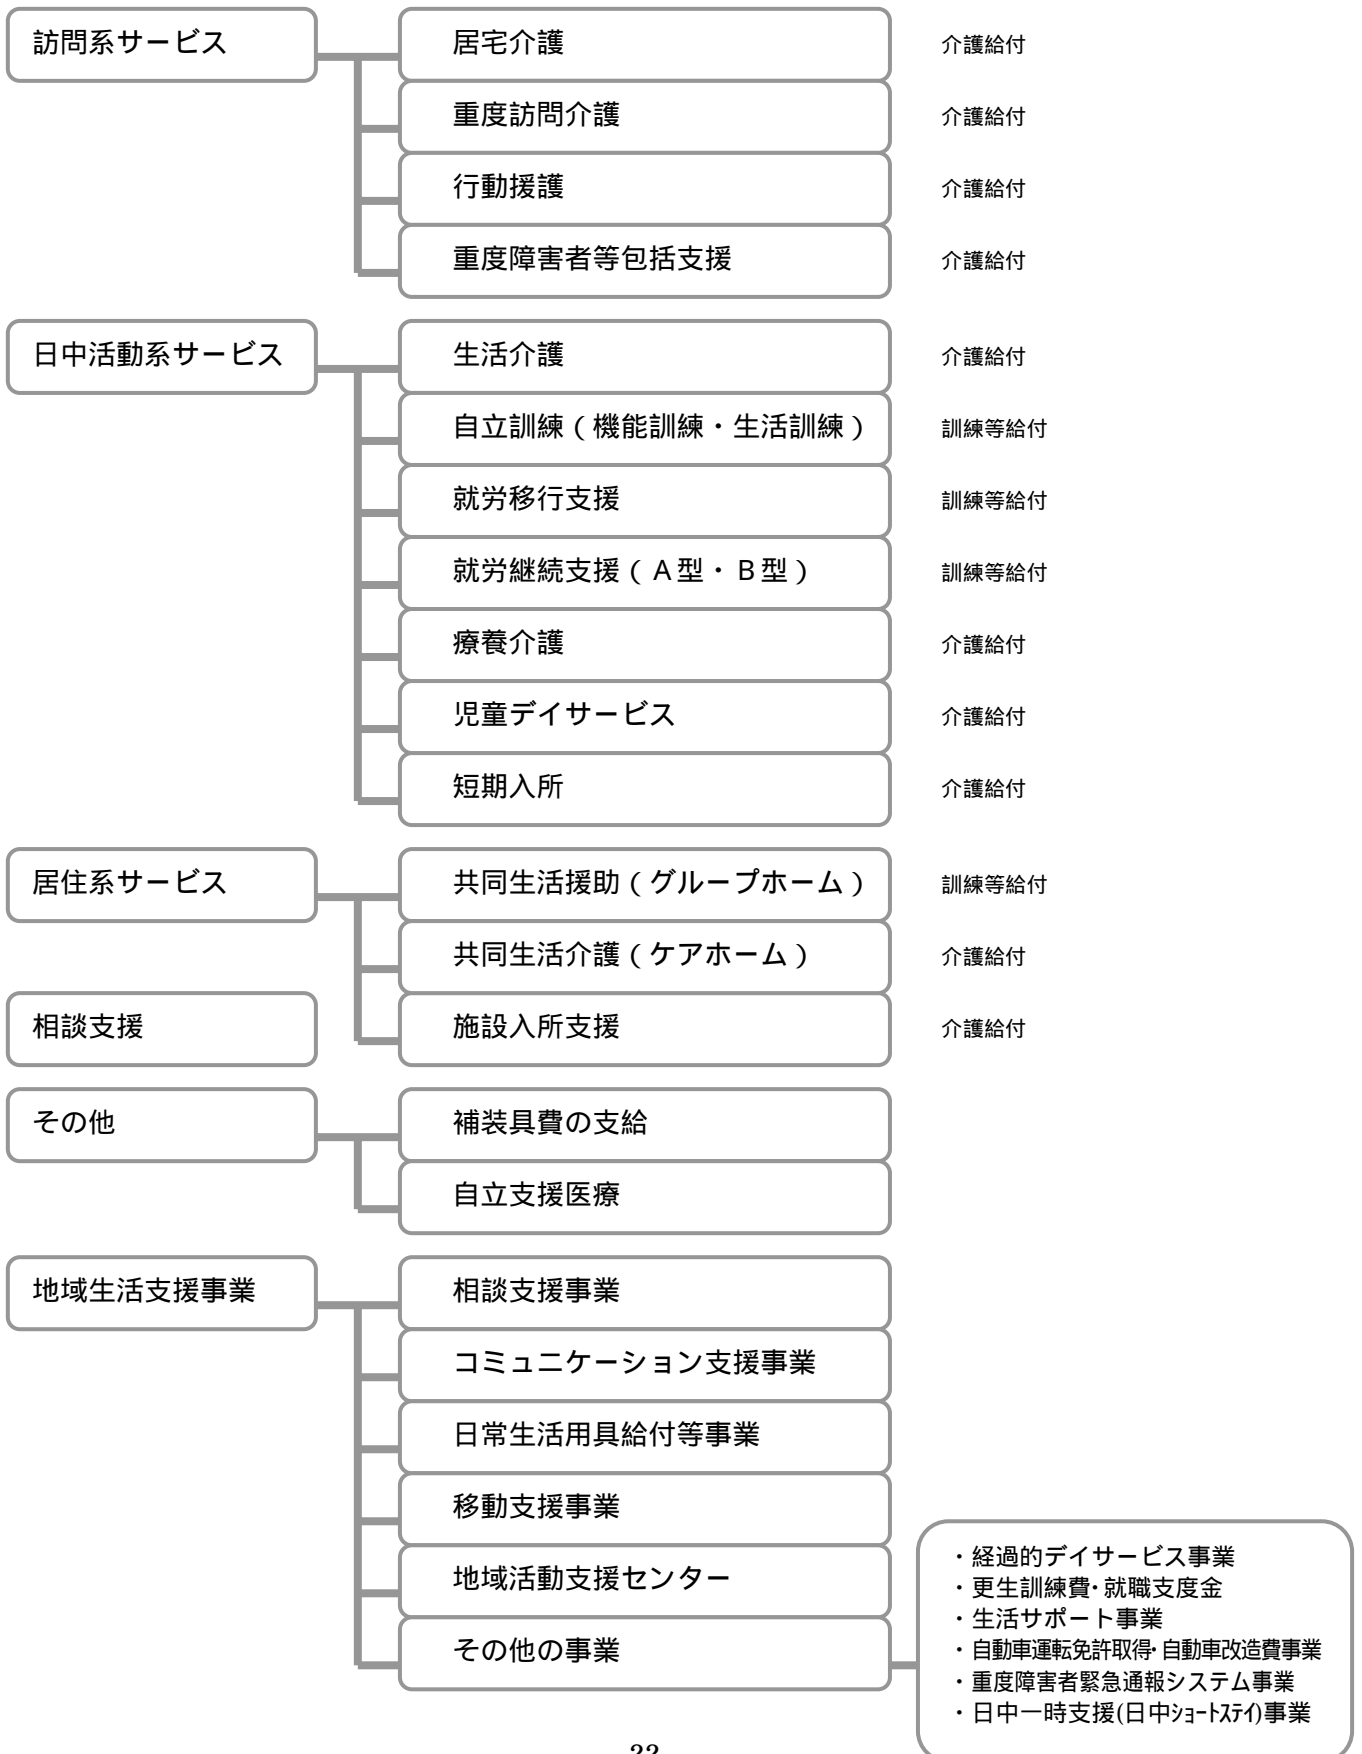 訪問系サービス
居宅介護 介護給付
重度訪問介護 介護給付
行動援護 介護給付
重度障害者等包括支援 介護給付
日中活動系サービス
生活介護 介護給付
自立訓練（機能訓練・生活訓練） 訓練等給付
就労移行支援 訓練等給付
就労継続支援（Ａ型・Ｂ型） 訓練等給付
療養介護 介護給付
児童デイサービス 介護給付
短期入所 介護給付
居住系サービス
共同生活援助（グループホーム） 訓練等給付
共同生活介護（ケアホーム） 介護給付
相談支援
施設入所支援 介護給付
その他
補装具費の支給
自立支援医療
地域生活支援事業
相談支援事業
コミュニケーション支援事業
日常生活用具給付等事業
移動支援事業
地域活動支援センター
その他の事業
・経過的デイサービス事業
・更生訓練費・就職支度金
・生活サポート事業
・自動車運転免許取得・自動車改造費事業
・重度障害者緊急通報システム事業
・日中一時支援(日中ｼｮｰﾄｽﾃｲ)事業